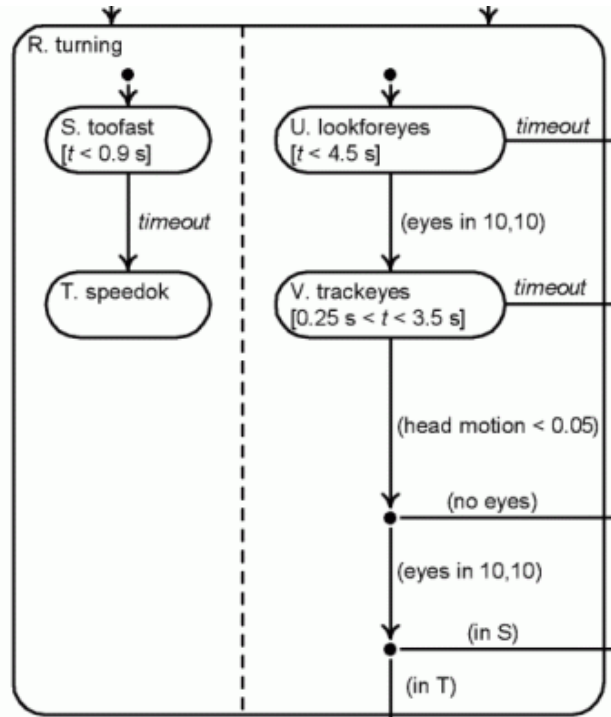 R. turning
S. toofast
[t < 0.9 s]
timeout
T. speedok
U. lookforeyes
[t < 4.5 s]
timeout
(eyes in 10,10)
V. trackeyes
[0.25 s < t < 3.5 s]
timeout
(head motion < 0.05)
(no eyes)
(eyes in 10,10)
(in S)
(in T)